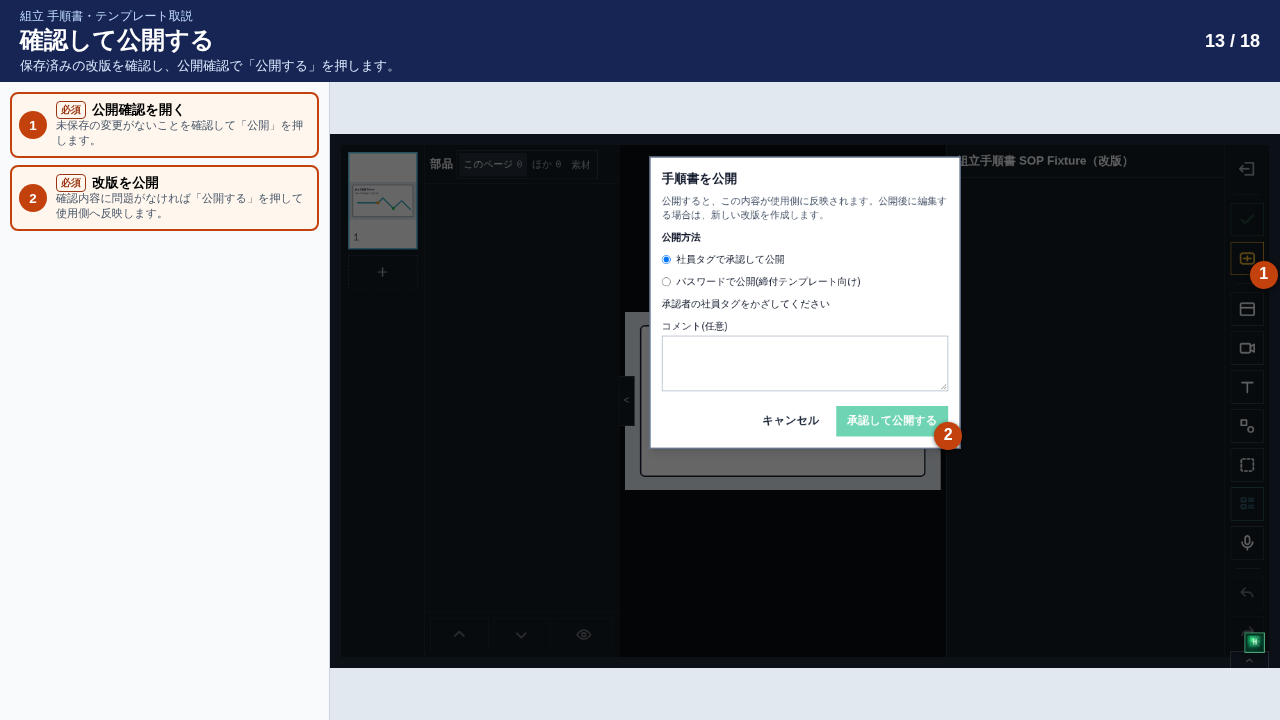 組立 手順書・テンプレート取説
確認して公開する
保存済みの改版を確認し、公開確認で「公開する」を押します。
13 / 18
1
必須 公開確認を開く
未保存の変更がないことを確認して「公開」を押
します。
2
必須 改版を公開
確認内容に問題がなければ「公開する」を押して
使用側へ反映します。
1
部品 このページ 0 ほか 0 素材
組立手順書 SOP Fixture（改版）
手順書を公開
公開すると、この内容が使用側に反映されます。公開後に編集す
る場合は、新しい改版を作成します。
公開方法
社員タグで承認して公開
パスワードで公開(締付テンプレート向け)
承認者の社員タグをかざしてください
コメント(任意)
キャンセル 承認して公開する
1
2